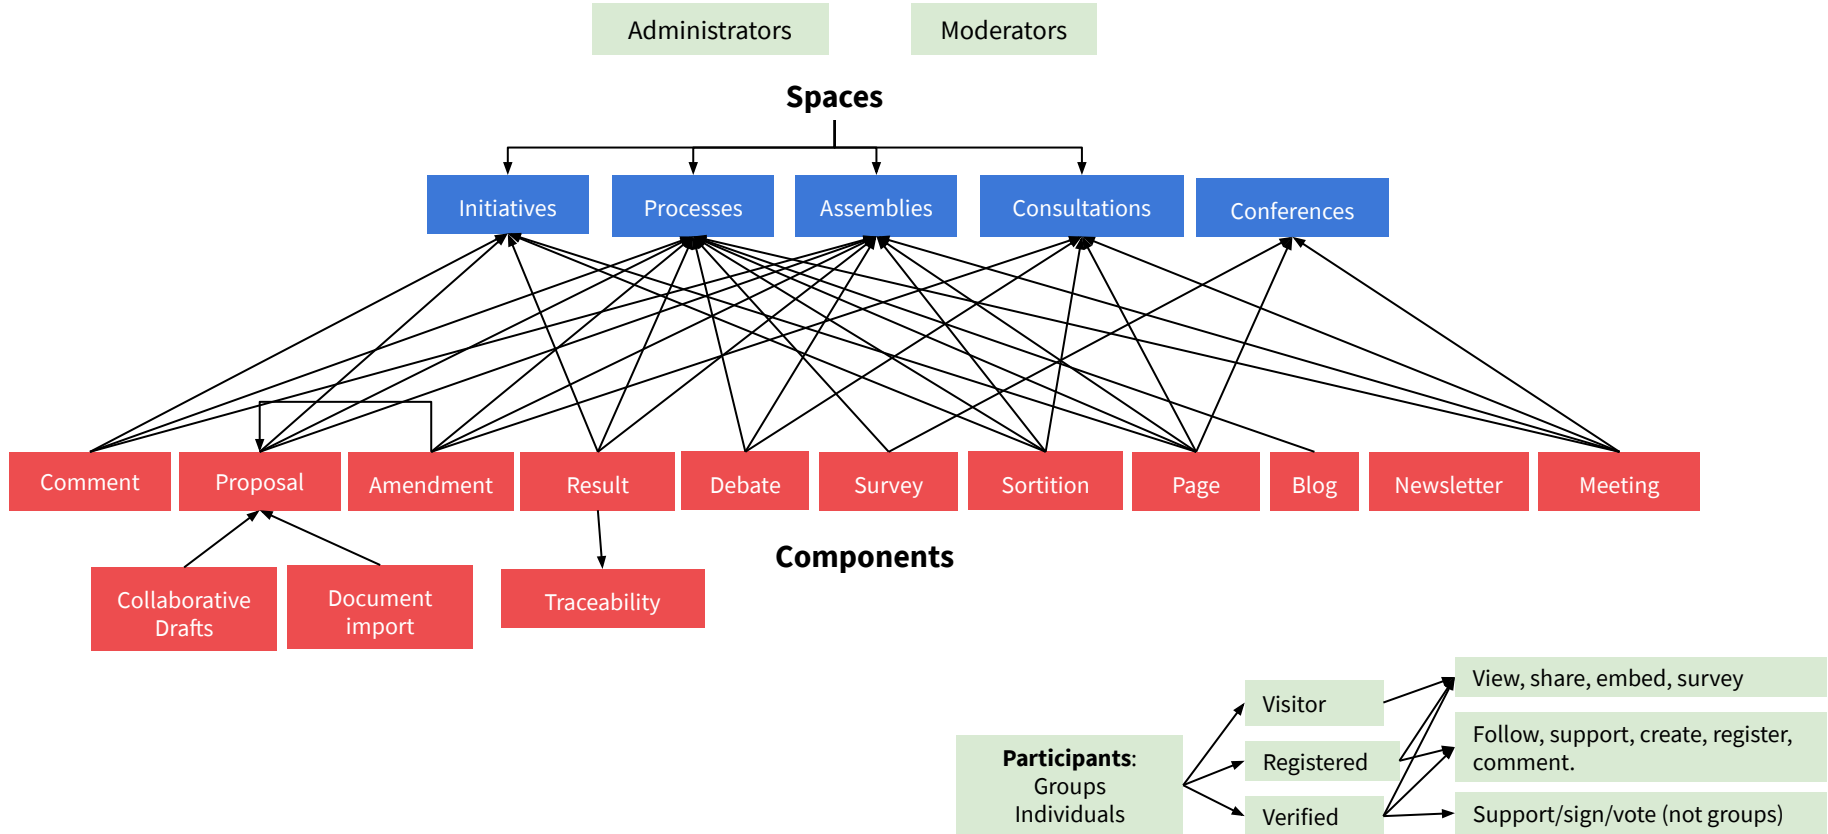 Administrators
Moderators
Spaces
Initiatives
Processes
Assemblies
Consultations
Conferences
Comment
Proposal
Amendment
Result
Debate
Survey
Sortition
Page
Blog
Newsletter
Meeting
Components
Collaborative
Drafts
Document
import
Traceability
Participants:
Groups
Individuals
Visitor
Registered
Verified
View, share, embed, survey
Follow, support, create, register,
comment.
Support/sign/vote (not groups)